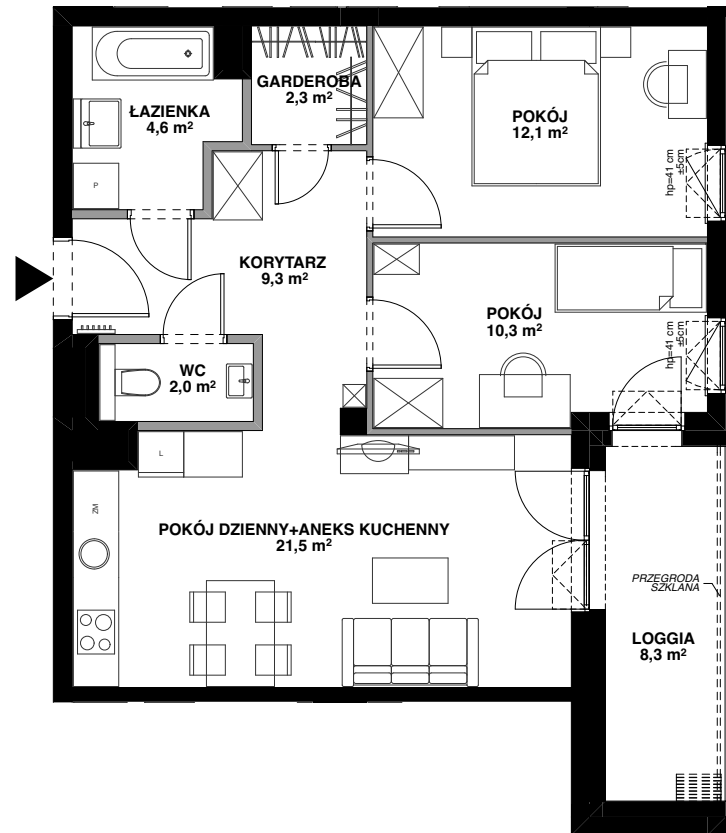 GARDEROBA
2,3 m²
ŁAZIENKA
4,6 m²
POKÓJ
12,1 m²
P
hp=41 cm
±5cm
KORYTARZ
9,3 m²
POKÓJ
10,3 m²
hp=41 cm
±5cm
WC
2,0 m²
L
ZM
POKÓJ DZIENNY+ANEKS KUCHENNY
21,5 m²
PRZEGRODA
SZKLANA
LOGGIA
8,3 m²